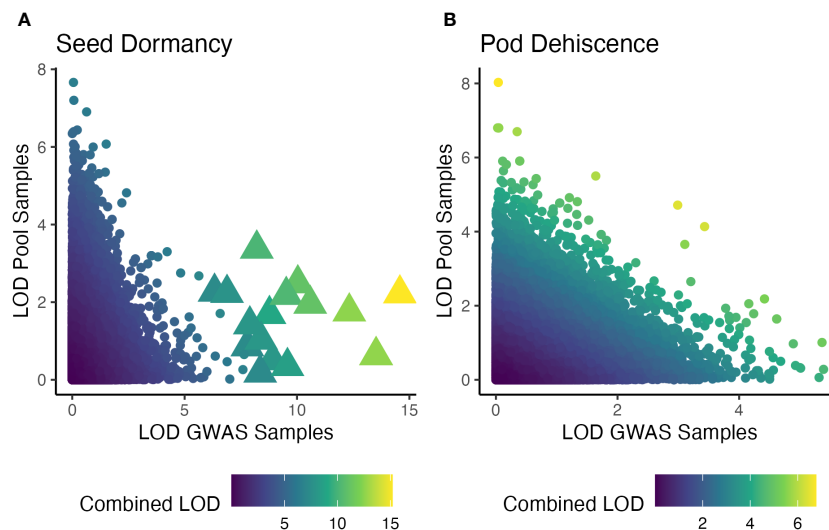 A
Seed Dormancy
8
6
4
2
0
LOD Pool Samples
0 5 10 15
LOD GWAS Samples
Combined LOD
5 10 15
B
Pod Dehiscence
8
6
4
2
0
LOD Pool Samples
0 2 4
LOD GWAS Samples
Combined LOD
2 4 6